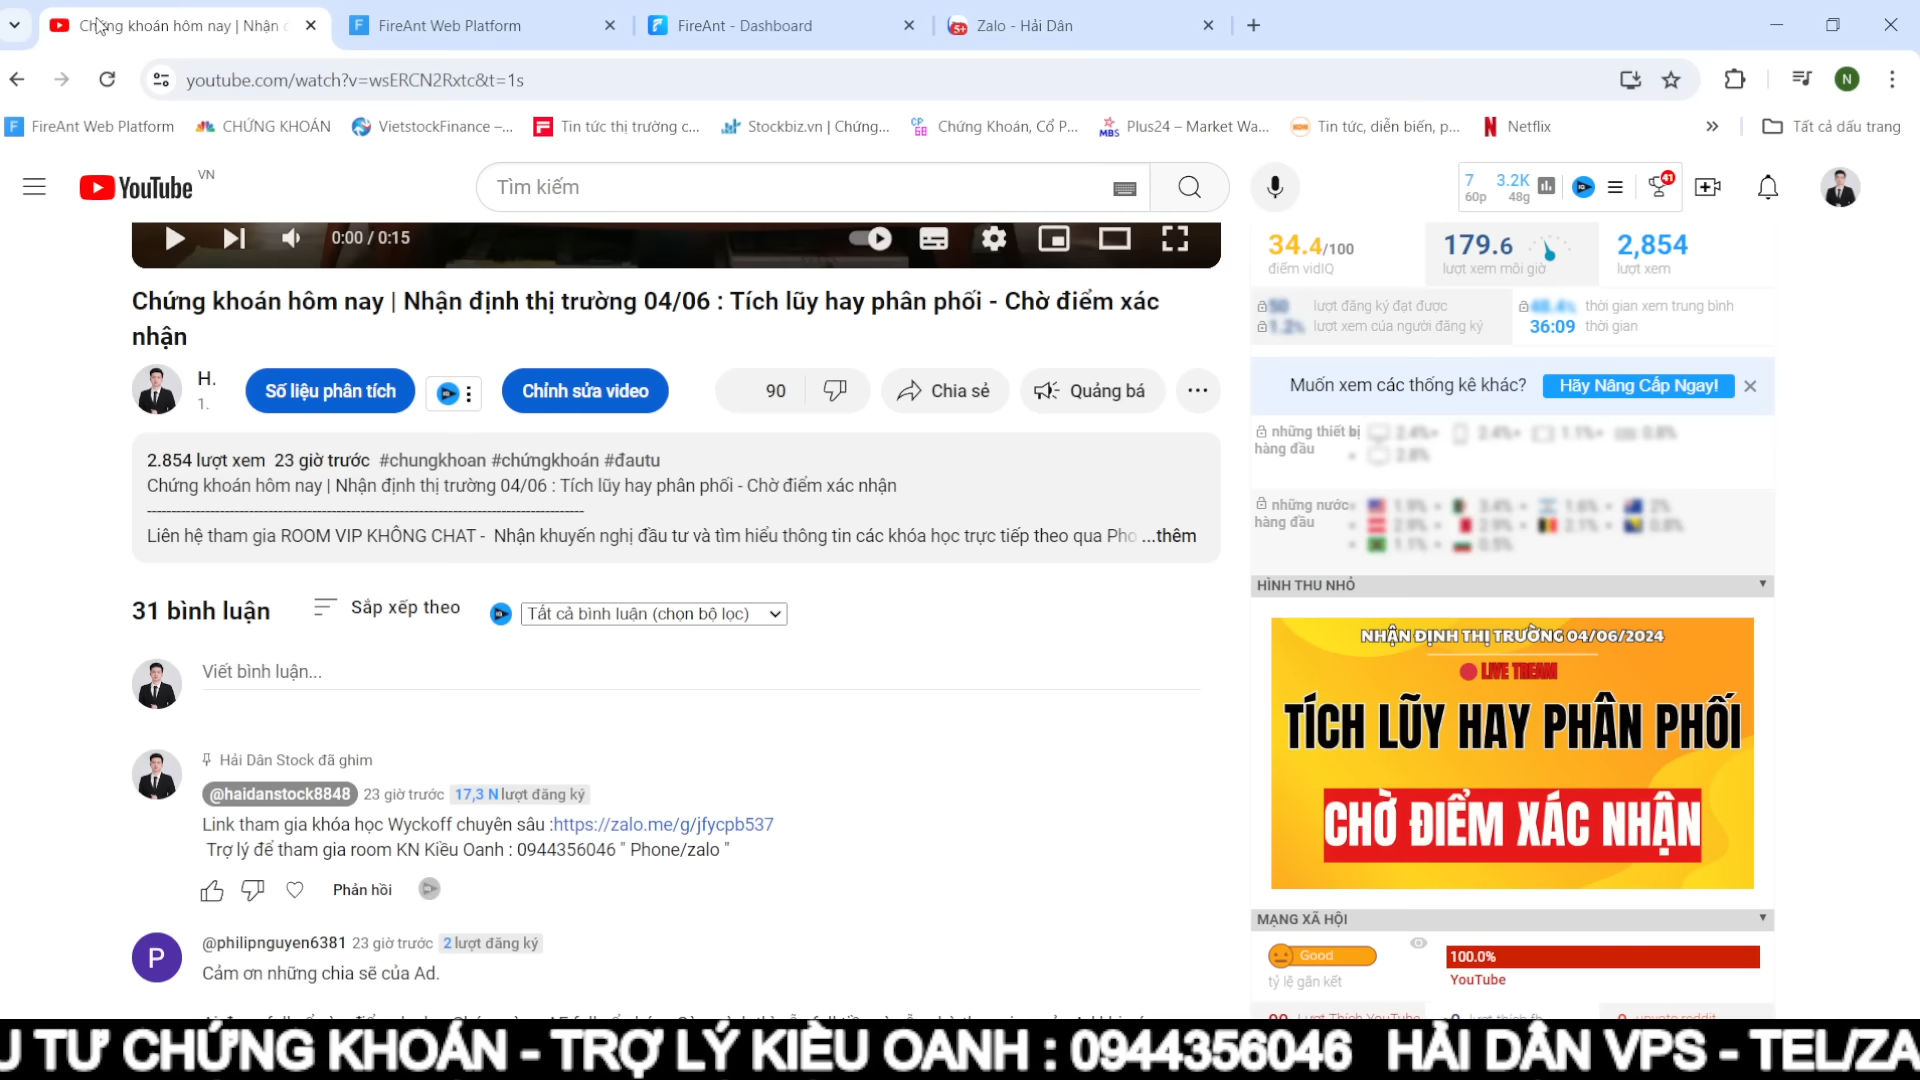 Chứng khoán hôm nay | Nhận
FireAnt Web Platform
FireAnt - Dashboard
Zalo - Hải Dân
youtube.com/watch?v=wsERCN2Rxtc&t=1s
N
FireAnt Web Platform
CHỨNG KHOÁN
VietstockFinance –...
Tin tức thị trường c...
Stockbiz.vn | Chứng...
Chứng Khoán, Cổ P...
Plus24 – Market Wa...
Tin tức, diễn biến, p...
Netflix
Tất cả dấu trang
YouTube VN
Tìm kiếm
7 60p
3.2K 48g
41
0:00 / 0:15
34.4/100
điểm vidIQ
179.6
lượt xem mỗi giờ
2,854
lượt xem
lượt đăng ký đạt được
thời gian xem trung bình
lượt xem của người đăng ký
36:09 thời gian
Muốn xem các thống kê khác? Hãy Nâng Cấp Ngay!
những thiết bị hàng đầu
những nước hàng đầu
HÌNH THU NHỎ
NHẬN ĐỊNH THỊ TRƯỜNG 04/06/2024
LIVE TREAM
TÍCH LŨY HAY PHÂN PHỐI
CHỜ ĐIỂM XÁC NHẬN
MẠNG XÃ HỘI
Good
tỷ lệ gắn kết
100.0%
YouTube
Chứng khoán hôm nay | Nhận định thị trường 04/06 : Tích lũy hay phân phối - Chờ điểm xác
nhận
H.
1.
Số liệu phân tích
Chỉnh sửa video
90
Chia sẻ
Quảng bá
2.854 lượt xem 23 giờ trước #chungkhoan #chứngkhoán #đautu
Chứng khoán hôm nay | Nhận định thị trường 04/06 : Tích lũy hay phân phối - Chờ điểm xác nhận
Liên hệ tham gia ROOM VIP KHÔNG CHAT - Nhận khuyến nghị đầu tư và tìm hiểu thông tin các khóa học trực tiếp theo qua Pho ...thêm
31 bình luận
Sắp xếp theo
Tất cả bình luận (chọn bộ lọc)
Viết bình luận...
Hải Dân Stock đã ghim
@haidanstock8848 23 giờ trước 17,3 N lượt đăng ký
Link tham gia khóa học Wyckoff chuyên sâu :https://zalo.me/g/jfycpb537
Trợ lý để tham gia room KN Kiều Oanh : 0944356046 " Phone/zalo "
Phản hồi
P
@philipnguyen6381 23 giờ trước 2 lượt đăng ký
Cảm ơn những chia sẽ của Ad.
U TƯ CHỨNG KHOÁN - TRỢ LÝ KIỀU OANH : 0944356046 HẢI DÂN VPS - TEL/ZA